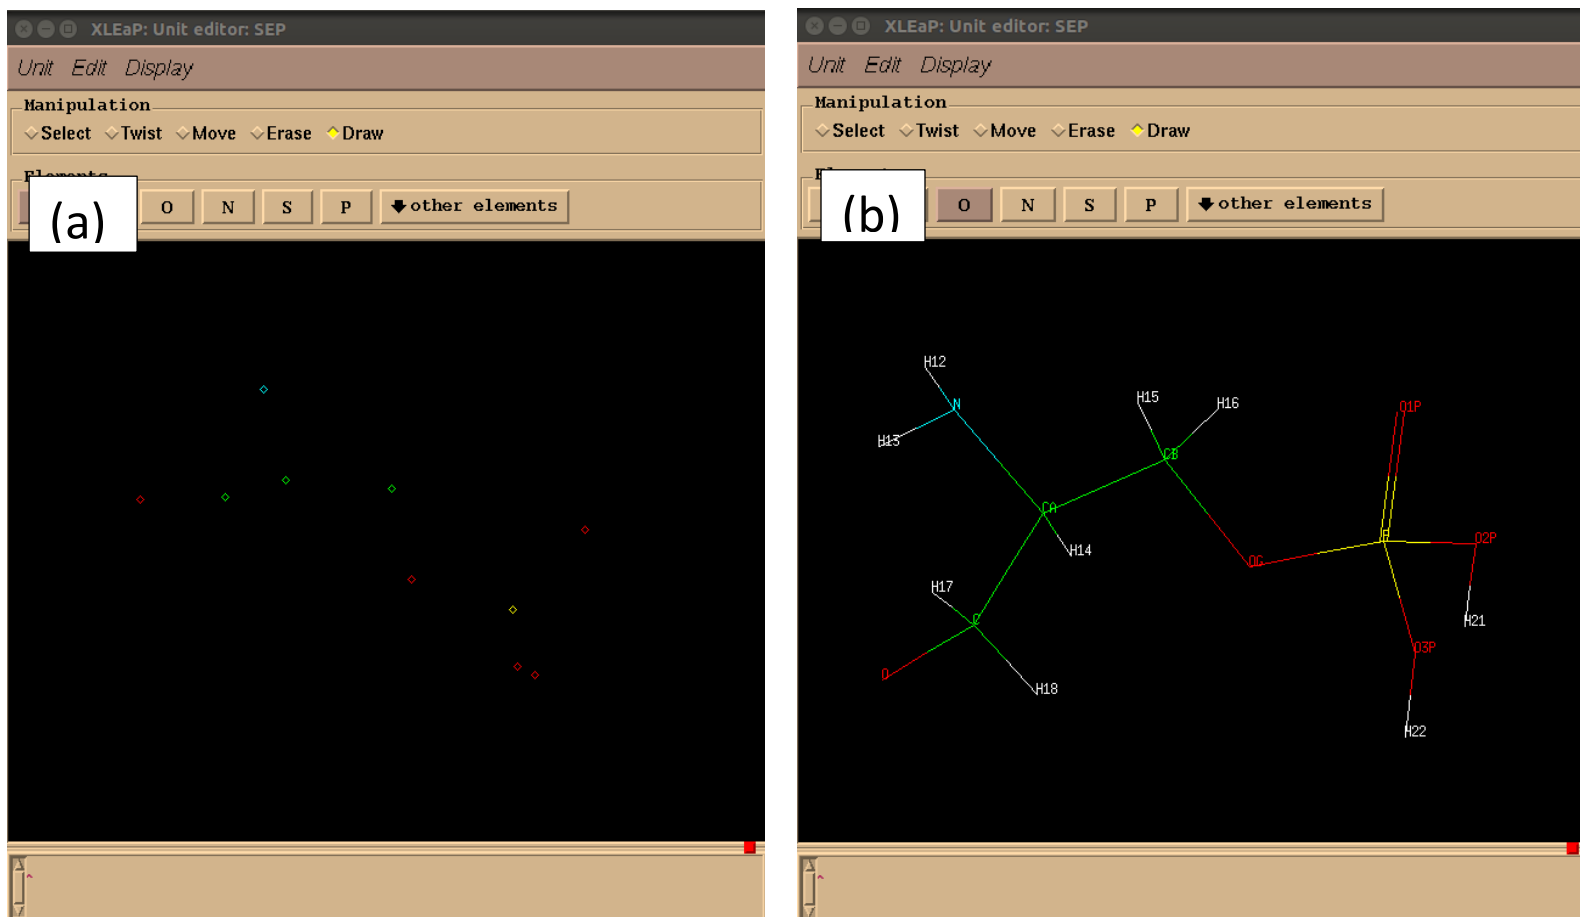 XLEaP: Unit editor: SEP
Unit Edit Display
Manipulation
Select Twist Move Erase Draw
Elements
(a)
O N S P other elements
XLEaP: Unit editor: SEP
Unit Edit Display
Manipulation
Select Twist Move Erase Draw
(b)
O N S P other elements
H12
N
H13
H15
H16
O1P
CB
CA
H14
P
O2P
OG
H17
C
H21
O3P
O
H18
H22